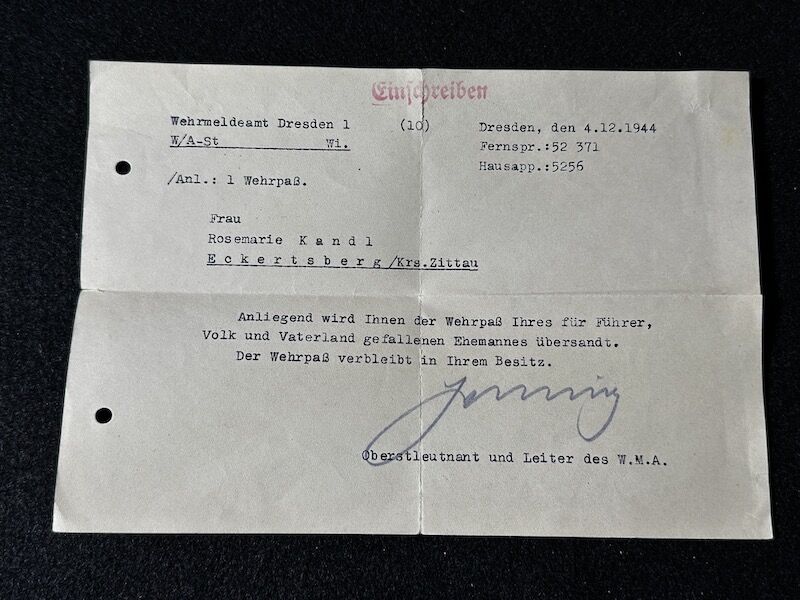 Einschreiben
Wehrmeldeamt Dresden 1 (10) Dresden, den 4.12.1944
W/A-St Wi. Fernspr.:52 371
Hausapp.:5256
/Anl.: 1 Wehrpaß.
Frau
Rosemarie K a n d l
E c k e r t s b e r g /Krs.Zittau
Anliegend wird Ihnen der Wehrpaß Ihres für Führer,
Volk und Vaterland gefallenen Ehemannes übersandt.
Der Wehrpaß verbleibt in Ihrem Besitz.
Oberstleutnant und Leiter des W.M.A.